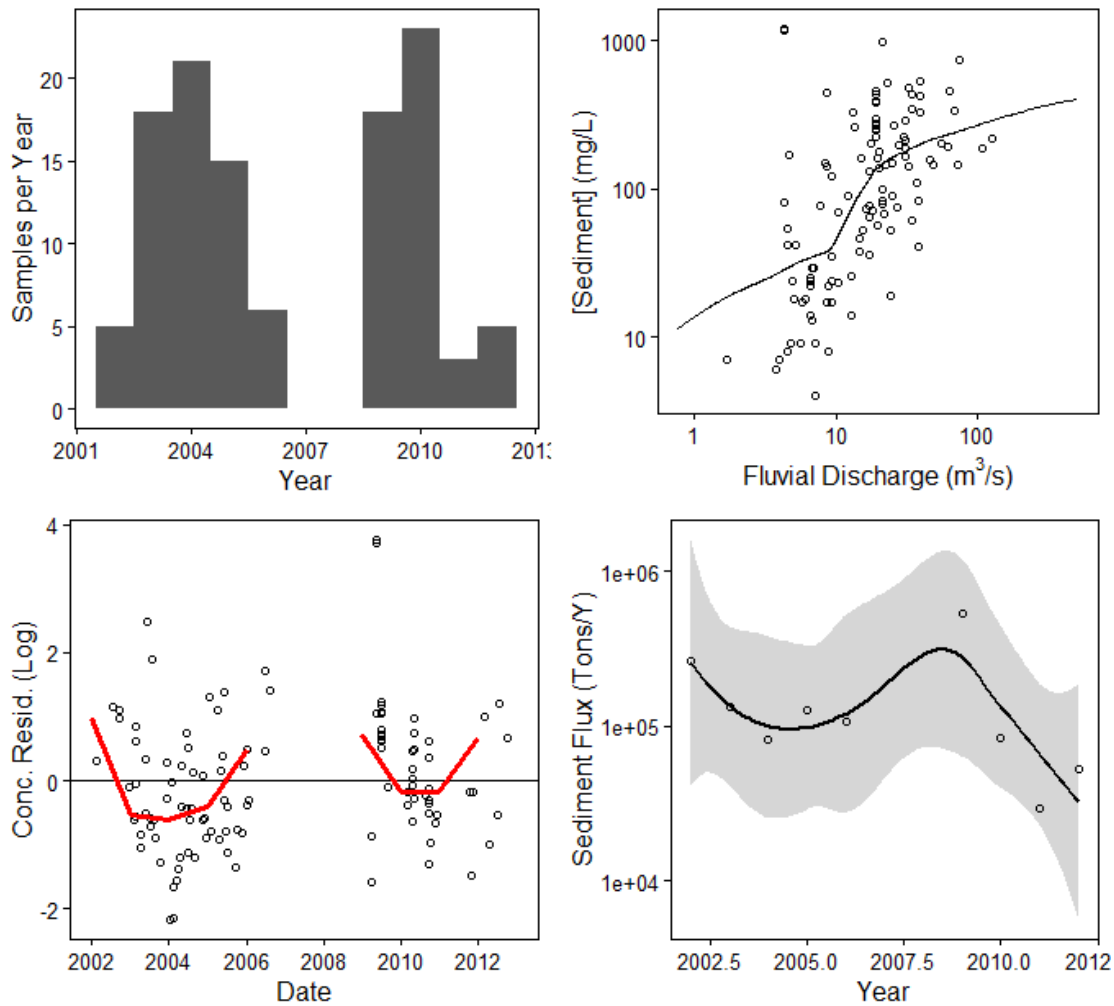 20
15
10
5
0
Samples per Year
2001 2004 2007 2010 2013
Year
1000
100
10
[Sediment] (mg/L)
1 10 100
Fluvial Discharge (m³/s)
4
2
0
-2
Conc. Resid. (Log)
2002 2004 2006 2008 2010 2012
Date
1e+06
1e+05
1e+04
Sediment Flux (Tons/Y)
2002.5 2005.0 2007.5 2010.0 2012
Year